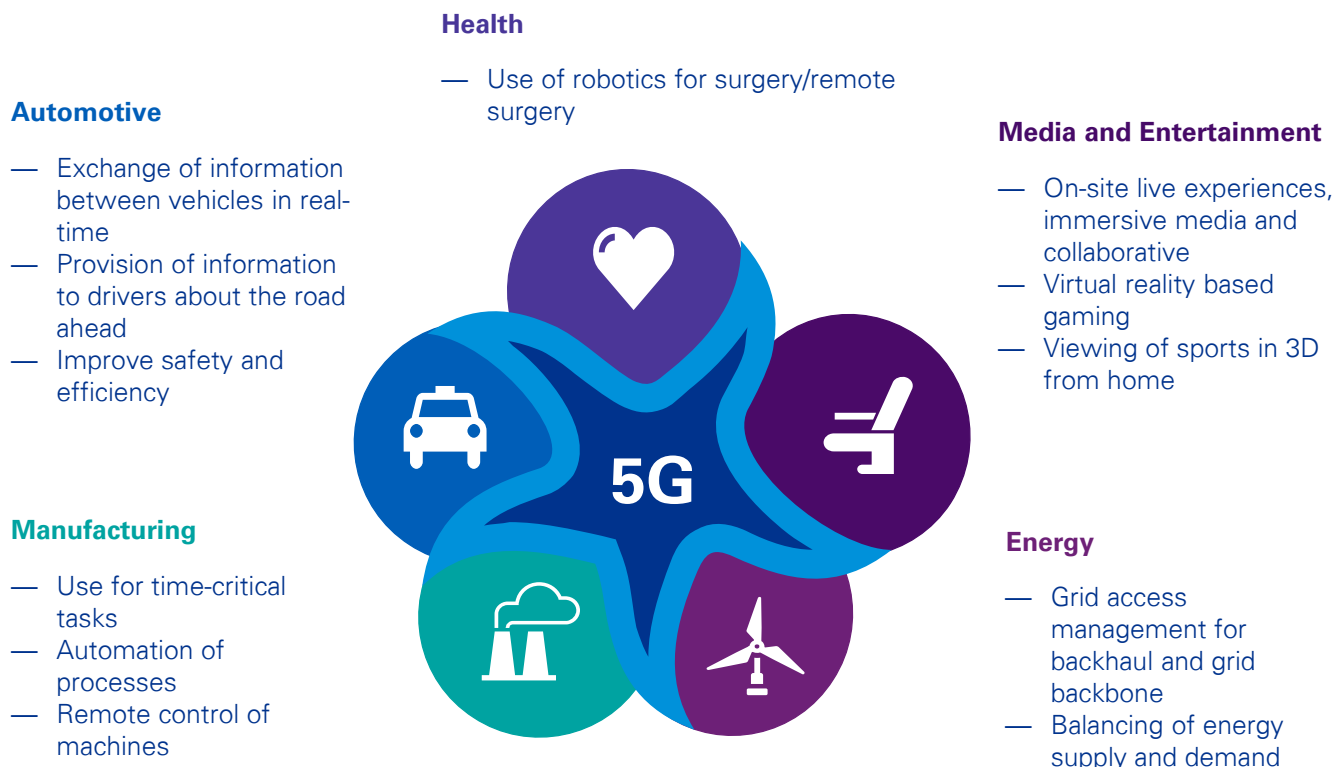 Health
— Use of robotics for surgery/remote
surgery
Automotive
— Exchange of information
between vehicles in real-
time
— Provision of information
to drivers about the road
ahead
— Improve safety and
efficiency
Media and Entertainment
— On-site live experiences,
immersive media and
collaborative
— Virtual reality based
gaming
— Viewing of sports in 3D
from home
5G
Manufacturing
— Use for time-critical
tasks
— Automation of
processes
— Remote control of
machines
Energy
— Grid access
management for
backhaul and grid
backbone
— Balancing of energy
supply and demand